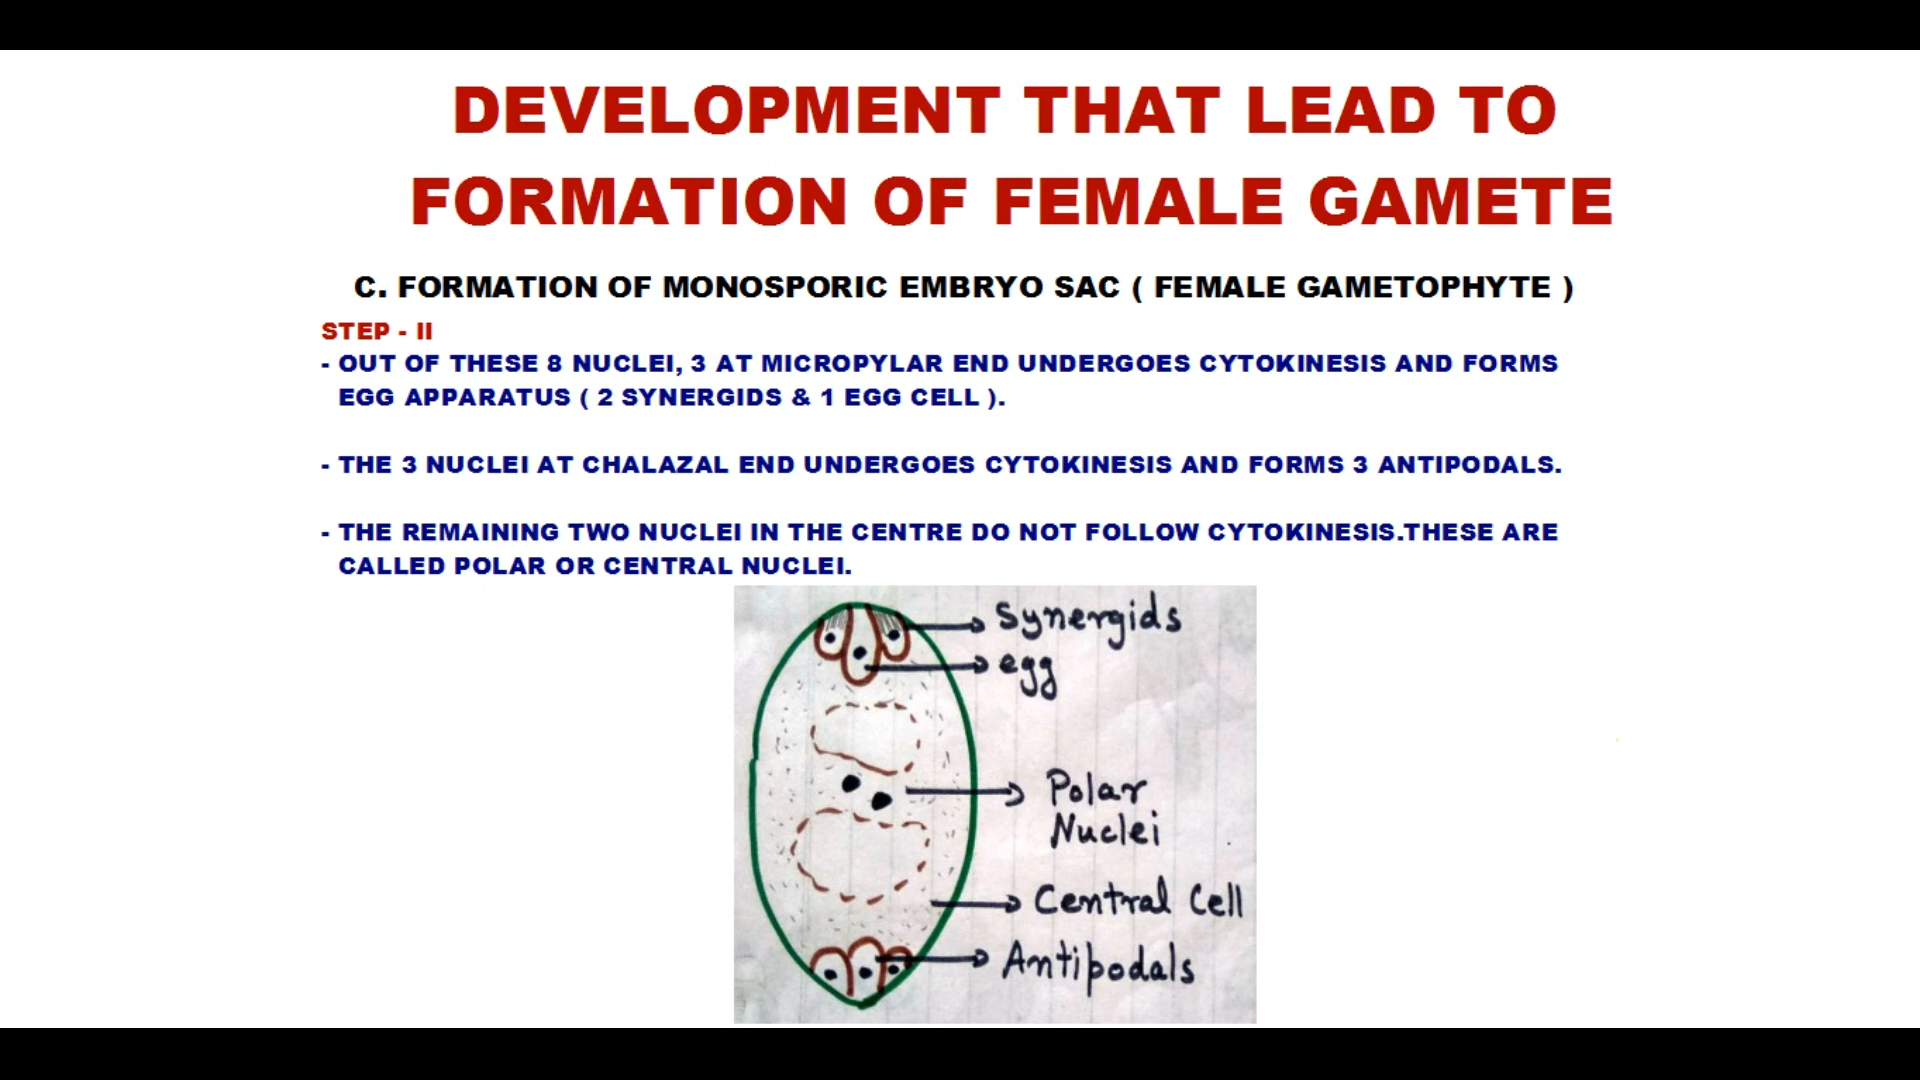 DEVELOPMENT THAT LEAD TO
FORMATION OF FEMALE GAMETE
C. FORMATION OF MONOSPORIC EMBRYO SAC ( FEMALE GAMETOPHYTE )
STEP - II
- OUT OF THESE 8 NUCLEI, 3 AT MICROPYLAR END UNDERGOES CYTOKINESIS AND FORMS
EGG APPARATUS ( 2 SYNERGIDS & 1 EGG CELL ).
- THE 3 NUCLEI AT CHALAZAL END UNDERGOES CYTOKINESIS AND FORMS 3 ANTIPODALS.
- THE REMAINING TWO NUCLEI IN THE CENTRE DO NOT FOLLOW CYTOKINESIS.THESE ARE
CALLED POLAR OR CENTRAL NUCLEI.
Synergids
egg
Polar
Nuclei
Central Cell
Antipodals